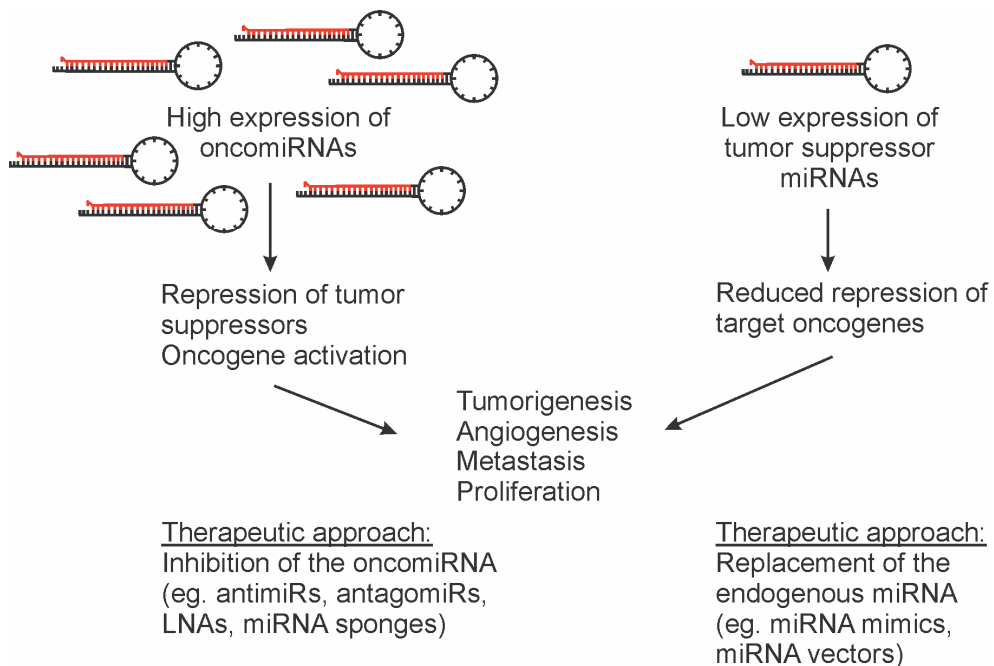 High expression of
oncomiRNAs
Low expression of
tumor suppressor
miRNAs
Repression of tumor
suppressors
Oncogene activation
Reduced repression of
target oncogenes
Tumorigenesis
Angiogenesis
Metastasis
Proliferation
Therapeutic approach:
Inhibition of the oncomiRNA
(eg. antimiRs, antagomiRs,
LNAs, miRNA sponges)
Therapeutic approach:
Replacement of the
endogenous miRNA
(eg. miRNA mimics,
miRNA vectors)